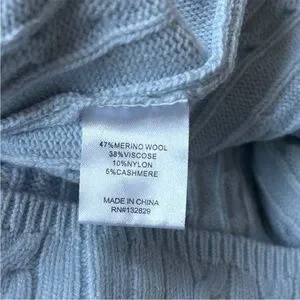 47%MERINO WOOL
38%VISCOSE
10%NYLON
5%CASHMERE
MADE IN CHINA
RN#132829